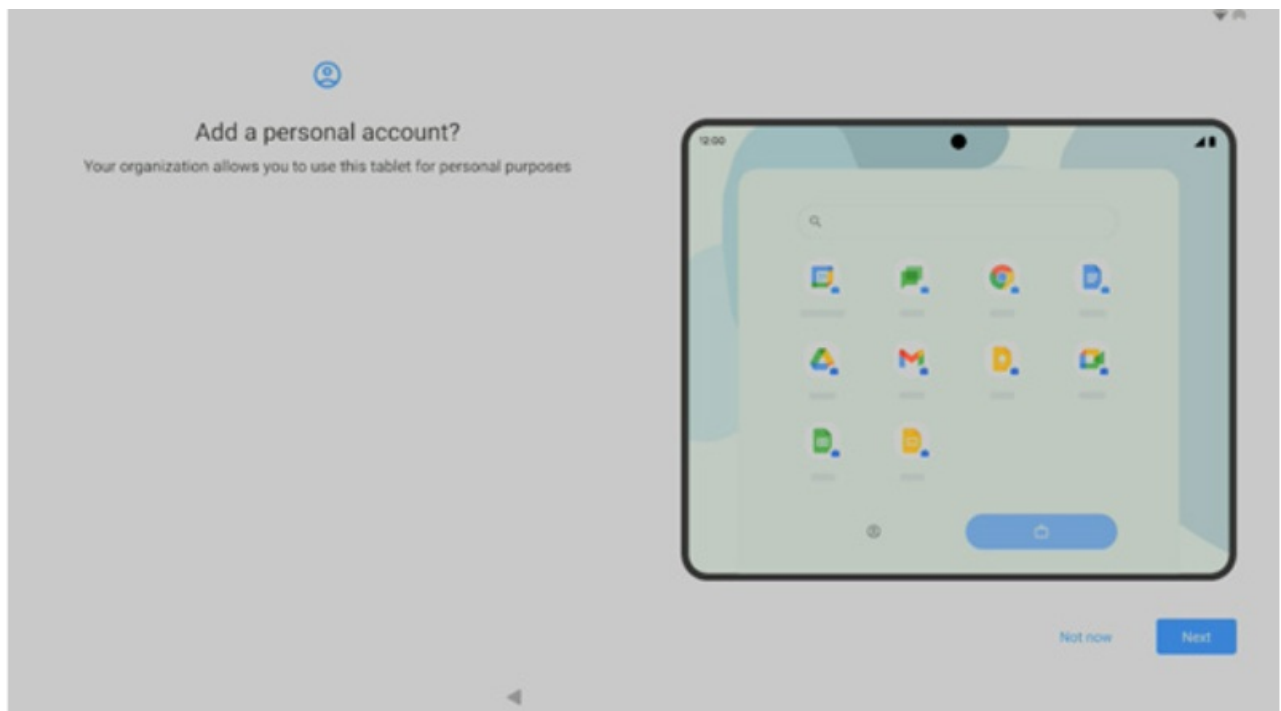 Add a personal account?
Your organization allows you to use this tablet for personal purposes
12:00
Not now
Next